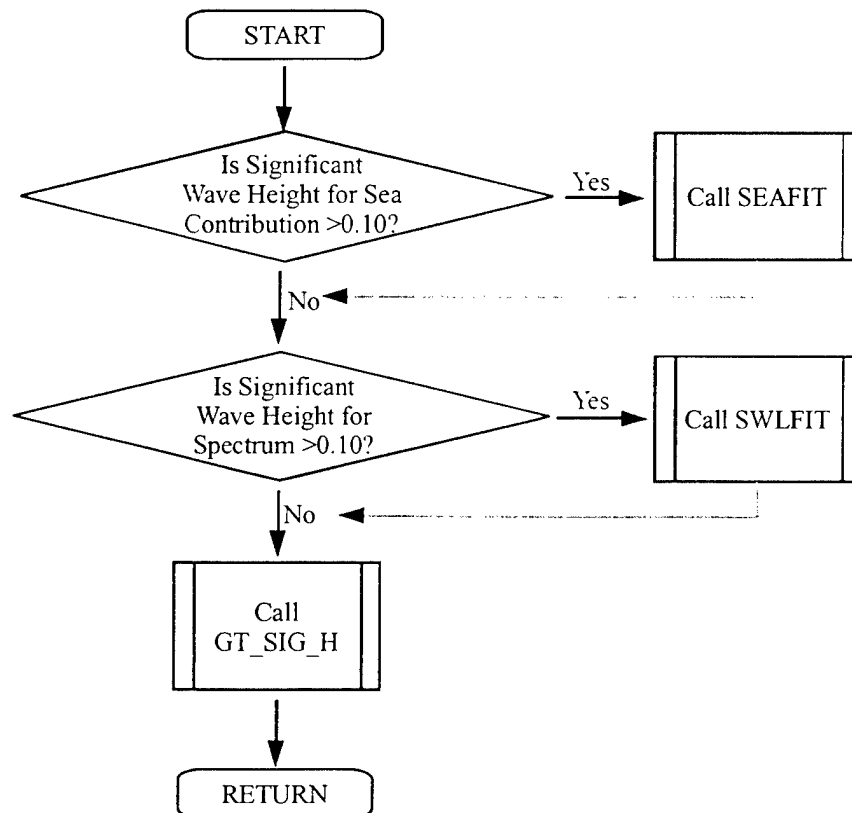 START
Is Significant
Wave Height for Sea
Contribution >0.10?
Yes
Call SEAFIT
No
Is Significant
Wave Height for
Spectrum >0.10?
Yes
Call SWLFIT
No
Call
GT_SIG_H
RETURN